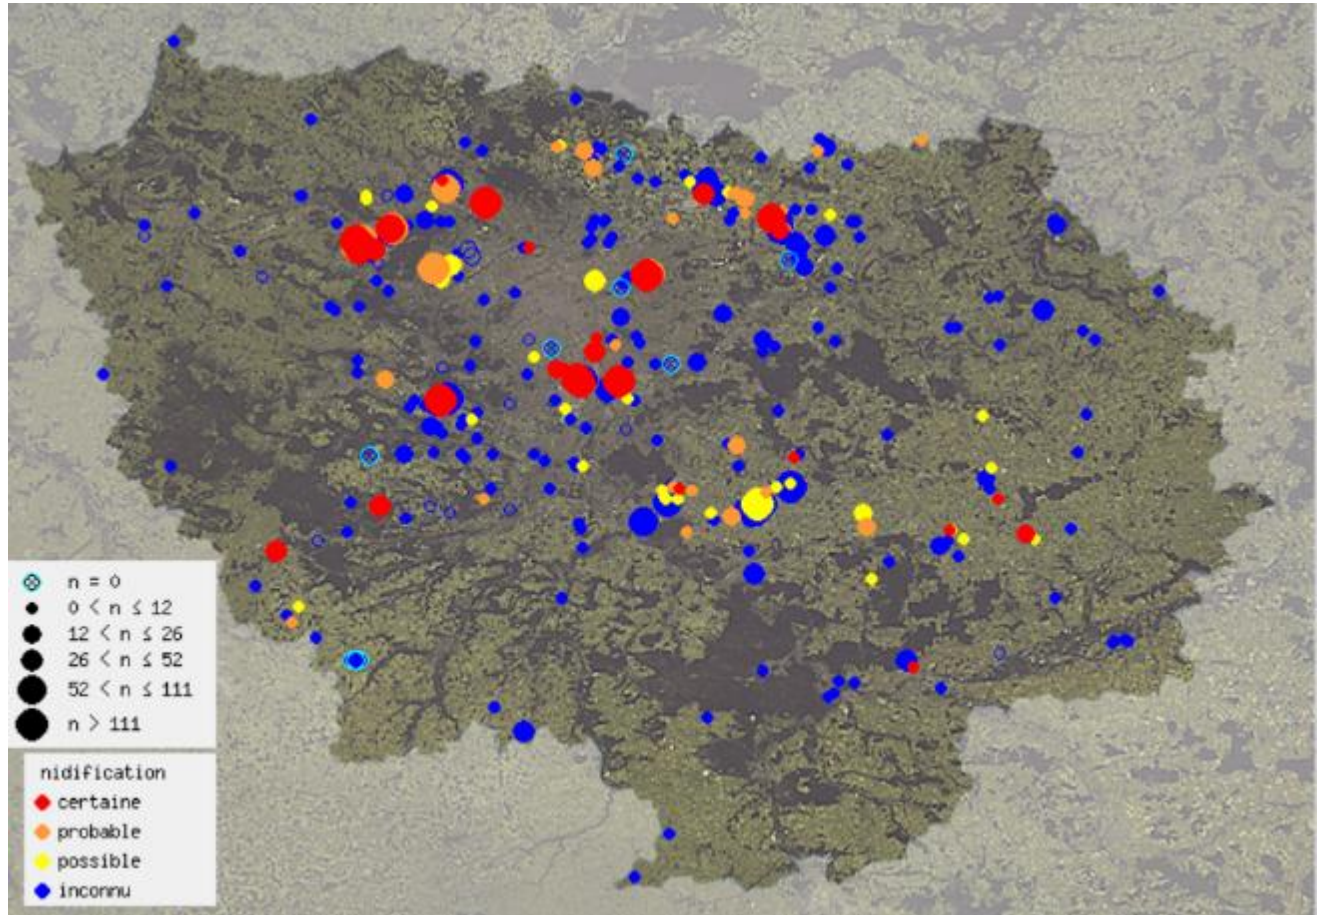 n = 0
0 < n ≤ 12
12 < n ≤ 26
26 < n ≤ 52
52 < n ≤ 111
n > 111
nidification
certaine
probable
possible
inconnu